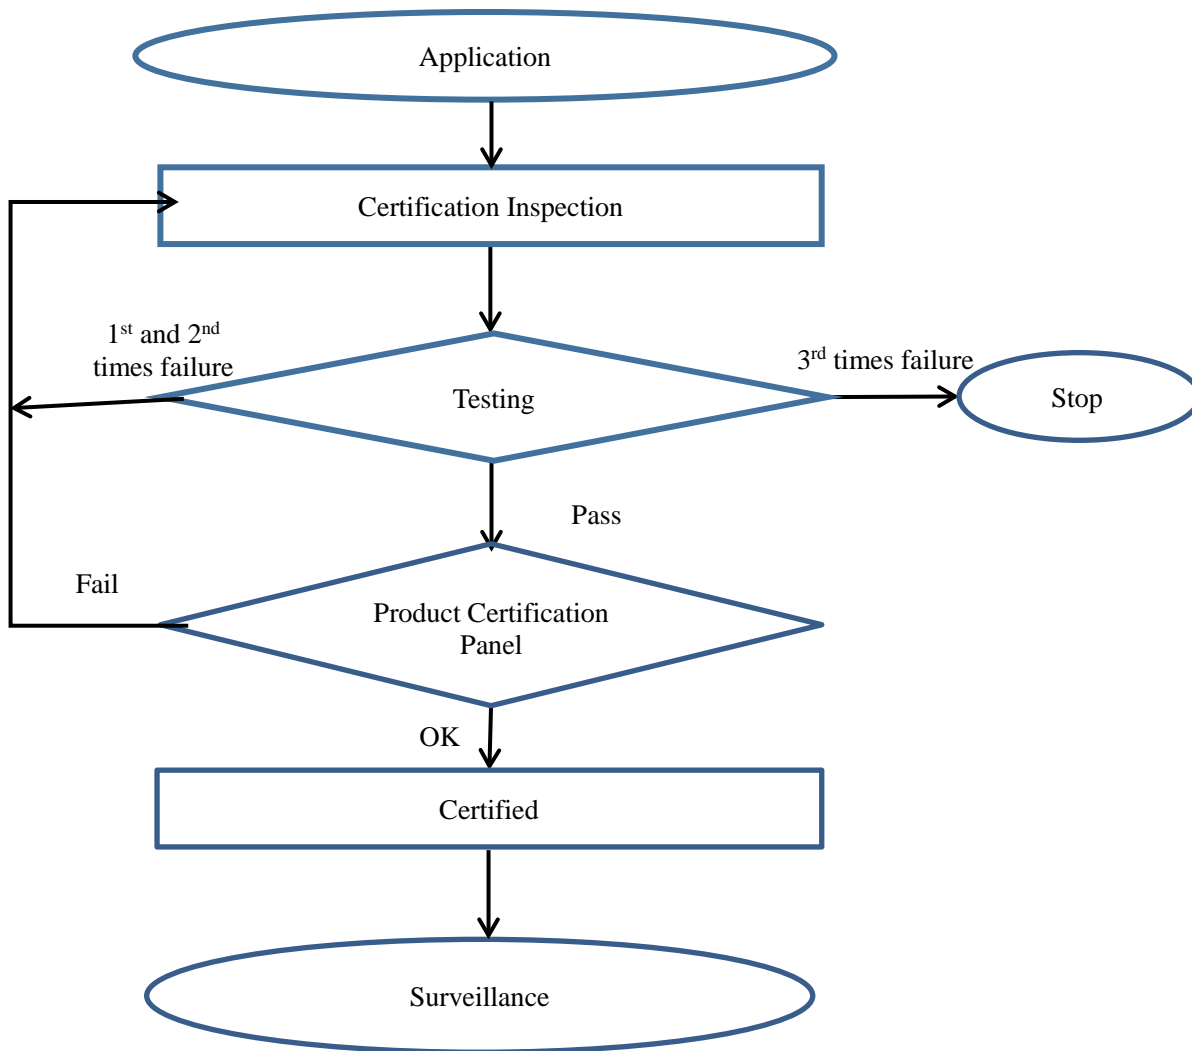 Application
Certification Inspection
1st and 2nd
times failure
3rd times failure
Testing
Stop
Pass
Fail
Product Certification
Panel
OK
Certified
Surveillance